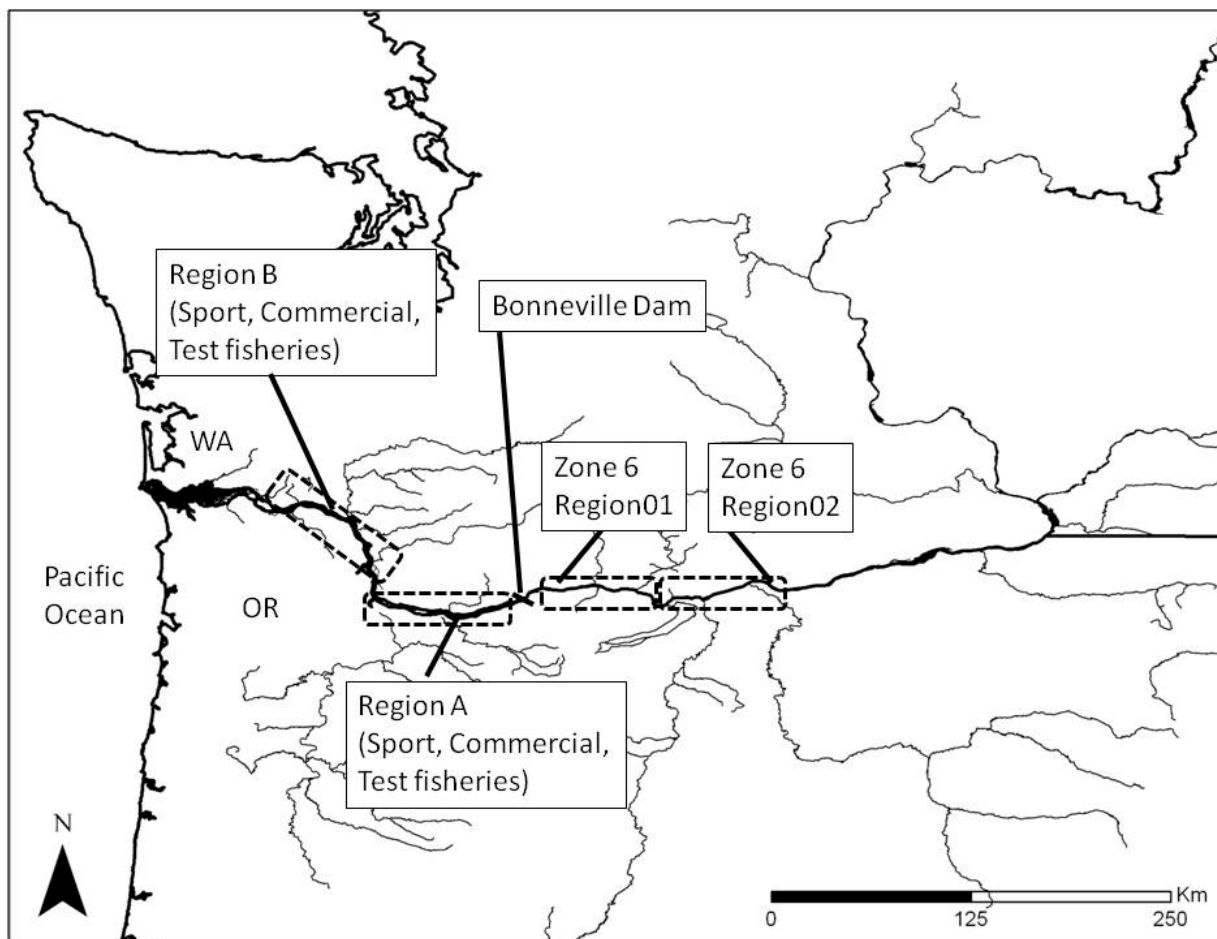 Region B
(Sport, Commercial,
Test fisheries)
Bonneville Dam
WA
Zone 6
Region01
Zone 6
Region02
Pacific
Ocean
OR
Region A
(Sport, Commercial,
Test fisheries)
N
Km
0
125
250